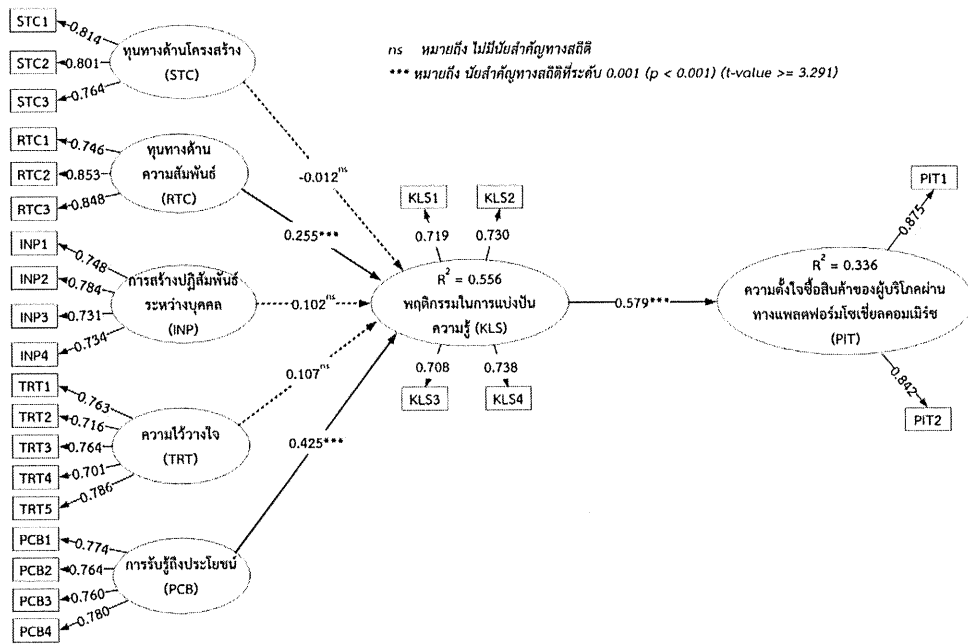 STC1
0.814
STC2
0.801
STC3
0.764
ทุนทางด้านโครงสร้าง
(STC)
ns หมายถึง ไม่มีนัยสำคัญทางสถิติ
*** หมายถึง นัยสำคัญทางสถิติที่ระดับ 0.001 (p < 0.001) (t-value >= 3.291)
RTC1
0.746
RTC2
0.853
RTC3
0.848
ทุนทางด้าน
ความสัมพันธ์
(RTC)
-0.012ns
0.255***
INP1
0.748
INP2
0.784
INP3
0.731
INP4
0.734
การสร้างปฏิสัมพันธ์
ระหว่างบุคคล
(INP)
0.102ns
KLS1
0.719
KLS2
0.730
R2 = 0.556
พฤติกรรมในการแบ่งปัน
ความรู้ (KLS)
0.708
KLS3
0.738
KLS4
0.579***
PIT1
0.875
R2 = 0.336
ความตั้งใจซื้อสินค้าของผู้บริโภคผ่าน
ทางแพลตฟอร์มโซเชี่ยลคอมเมิร์ซ
(PIT)
0.842
PIT2
TRT1
0.763
TRT2
0.716
TRT3
0.764
TRT4
0.701
TRT5
0.786
ความไว้วางใจ
(TRT)
0.107ns
0.425***
PCB1
0.774
PCB2
0.764
PCB3
0.760
PCB4
0.780
การรับรู้ถึงประโยชน์
(PCB)